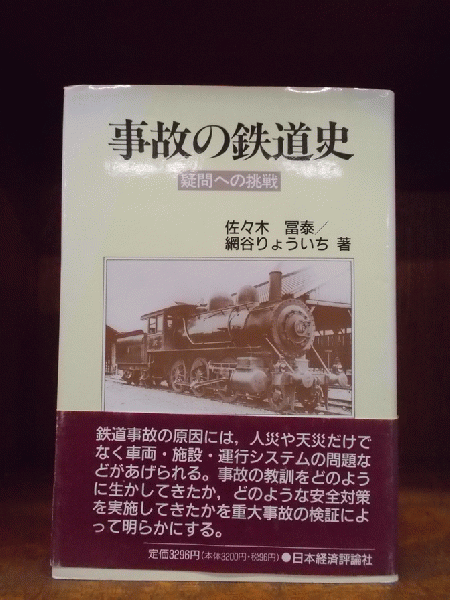 事故の鉄道史
疑問への挑戦
佐々木 冨泰/
網谷りょういち 著
鉄道事故の原因には，人災や天災だけで
なく車両・施設・運行システムの問題な
どがあげられる。事故の教訓をどのよう
に生かしてきたか，どのような安全対策
を実施してきたかを重大事故の検証によ
って明らかにする。
定価3296円(本体3200円・税96円)●日本経済評論社